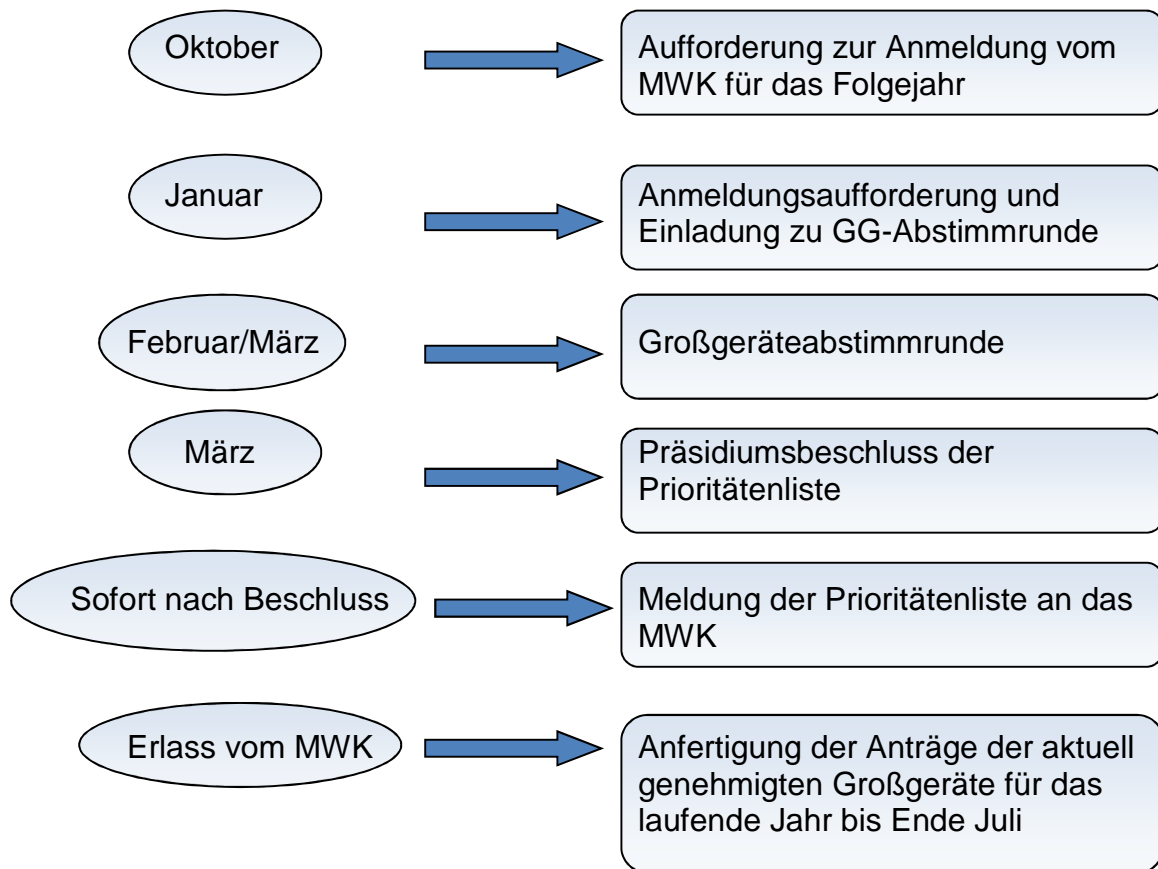 Oktober
Aufforderung zur Anmeldung vom
MWK für das Folgejahr
Januar
Anmeldungsaufforderung und
Einladung zu GG-Abstimmrunde
Februar/März
Großgeräteabstimmrunde
März
Präsidiumsbeschluss der
Prioritätenliste
Sofort nach Beschluss
Meldung der Prioritätenliste an das
MWK
Erlass vom MWK
Anfertigung der Anträge der aktuell
genehmigten Großgeräte für das
laufende Jahr bis Ende Juli